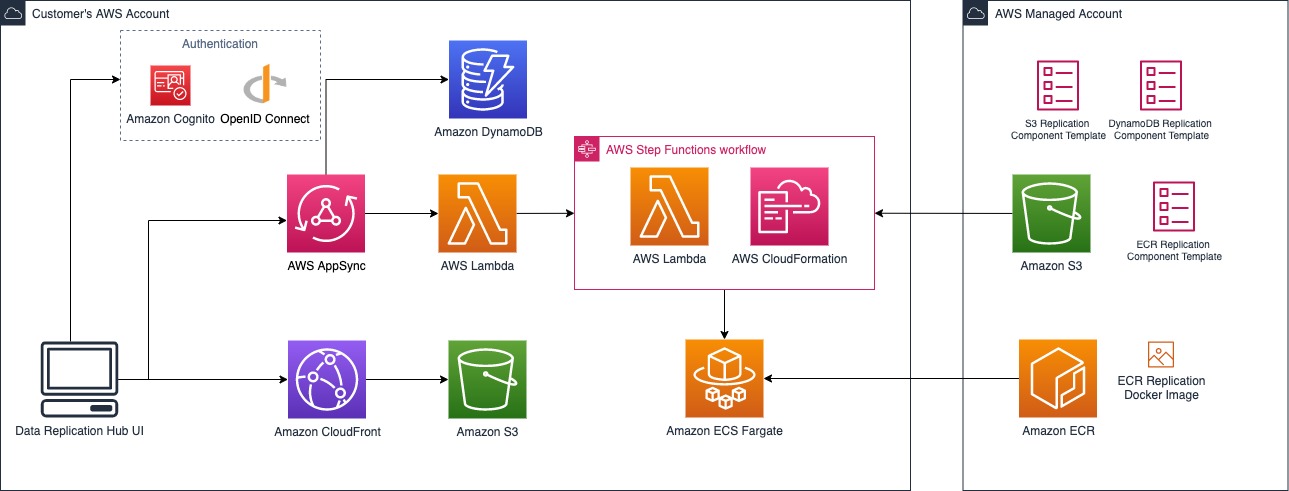 Customer's AWS Account
AWS Managed Account
Authentication
Amazon Cognito
OpenID Connect
Amazon DynamoDB
S3 Replication
Component Template
DynamoDB Replication
Component Template
AWS Step Functions workflow
AWS AppSync
AWS Lambda
AWS Lambda
AWS CloudFormation
Amazon S3
ECR Replication
Component Template
Data Replication Hub UI
Amazon CloudFront
Amazon S3
Amazon ECS Fargate
Amazon ECR
ECR Replication
Docker Image